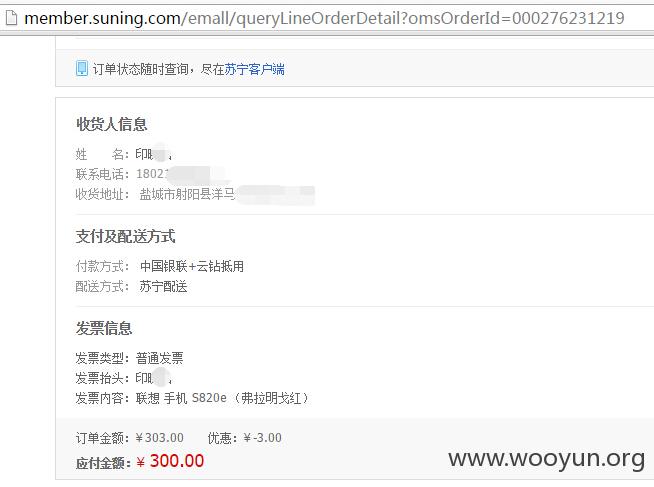 member.suning.com/emall/queryLineOrderDetail?omsOrderId=000276231219
订单状态随时查询，尽在苏宁客户端
收货人信息
姓 名：印
联系电话：1802
收货地址：盐城市射阳县洋马
支付及配送方式
付款方式：中国银联+云钻抵用
配送方式：苏宁配送
发票信息
发票类型：普通发票
发票抬头：印
发票内容：联想 手机 S820e（弗拉明戈红）
订单金额：¥303.00 优惠：¥-3.00
应付金额：¥ 300.00
www.wooyun.org